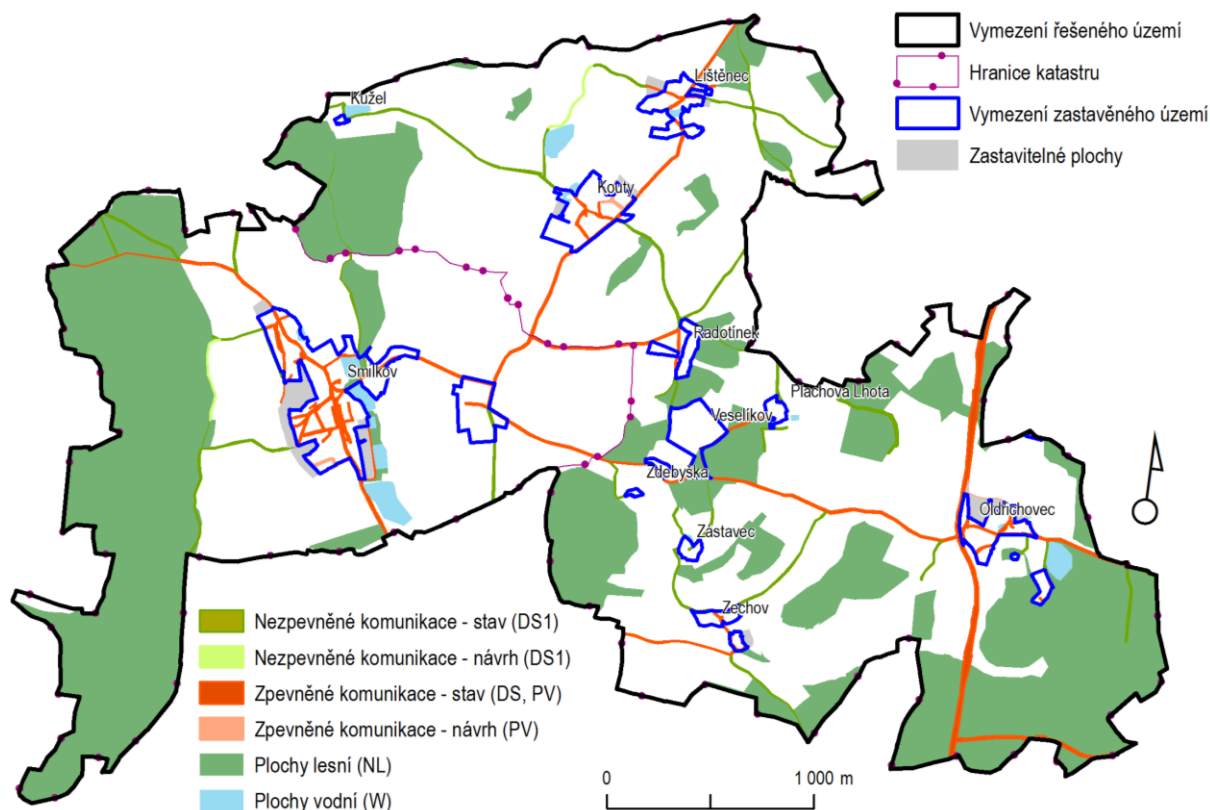 Vymezení řešeného území
Hranice katastru
Vymezení zastavěného území
Zastavitelné plochy
Lištěnec
Kužel
Kouty
Radotínek
Smilkov
Plachova Lhota
Veselíkov
Zdebyška
Oldřichovec
Zástavec
Zechov
Nezpevněné komunikace - stav (DS1)
Nezpevněné komunikace - návrh (DS1)
Zpevněné komunikace - stav (DS, PV)
Zpevněné komunikace - návrh (PV)
Plochy lesní (NL)
Plochy vodní (W)
0 1 000 m